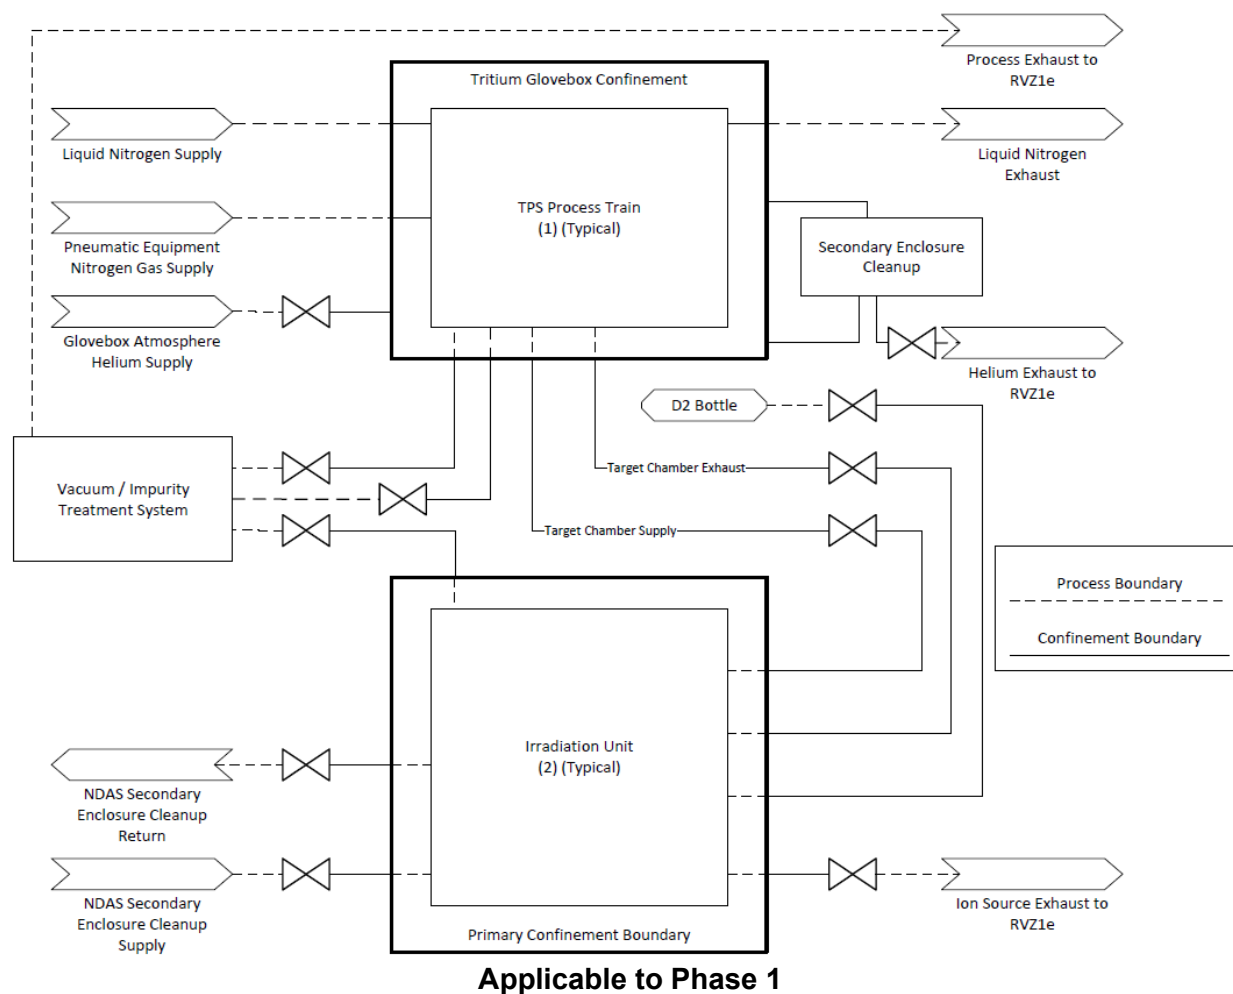 Process Exhaust to
RVZ1e
Tritium Glovebox Confinement
Liquid Nitrogen Supply
Liquid Nitrogen
Exhaust
TPS Process Train
(1) (Typical)
Pneumatic Equipment
Nitrogen Gas Supply
Secondary Enclosure
Cleanup
Glovebox Atmosphere
Helium Supply
Helium Exhaust to
RVZ1e
D2 Bottle
Target Chamber Exhaust
Vacuum / Impurity
Treatment System
Target Chamber Supply
Process Boundary
Confinement Boundary
Irradiation Unit
(2) (Typical)
NDAS Secondary
Enclosure Cleanup
Return
NDAS Secondary
Enclosure Cleanup
Supply
Ion Source Exhaust to
RVZ1e
Primary Confinement Boundary
Applicable to Phase 1